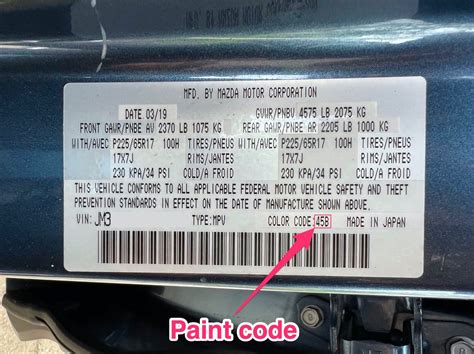 MFD. BY MAZDA MOTOR CORPORATION
DATE 03/19 GVWR/PNBV 4575 LB 2075 KG
FRONT GAWR/PNBE AV 2370 LB 1075 KG REAR GAWR/PNBE AR 2205 LB 1000 KG
WITH/AVEC P225/65R17 100H TIRES/PNEUS WITH/AVEC P225/65R17 100H TIRES/PNEUS
17X7J RIMS/JANTES 17X7J RIMS/JANTES
230 KPA/34 PSI COLD/A FROID 230 KPA/34 PSI COLD/A FROID
THIS VEHICLE CONFORMS TO ALL APPLICABLE FEDERAL MOTOR VEHICLE SAFETY AND THEFT
PREVENTION STANDARDS IN EFFECT ON THE DATE OF MANUFACTURE SHOWN ABOVE.
VIN: JM3 TYPE:MPV COLOR CODE:45B MADE IN JAPAN
Paint code